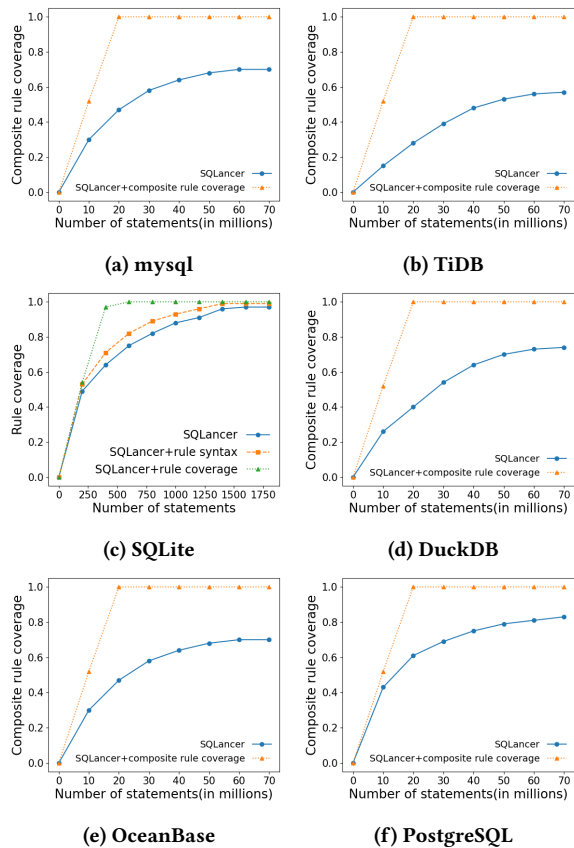 1.0
0.8
0.6
0.4
0.2
0.0
Composite rule coverage
SQLancer
SQLancer+composite rule coverage
0 10 20 30 40 50 60 70
Number of statements(in millions)
(a) mysql
1.0
0.8
0.6
0.4
0.2
0.0
Composite rule coverage
SQLancer
SQLancer+composite rule coverage
0 10 20 30 40 50 60 70
Number of statements(in millions)
(b) TiDB
1.0
0.8
0.6
0.4
0.2
0.0
Rule coverage
SQLancer
SQLancer+rule syntax
SQLancer+rule coverage
0 250 500 750 1000 1250 1500 1750
Number of statements
(c) SQLite
1.0
0.8
0.6
0.4
0.2
0.0
Composite rule coverage
SQLancer
SQLancer+composite rule coverage
0 10 20 30 40 50 60 70
Number of statements(in millions)
(d) DuckDB
1.0
0.8
0.6
0.4
0.2
0.0
Composite rule coverage
SQLancer
SQLancer+composite rule coverage
0 10 20 30 40 50 60 70
Number of statements(in millions)
(e) OceanBase
1.0
0.8
0.6
0.4
0.2
0.0
Composite rule coverage
SQLancer
SQLancer+composite rule coverage
0 10 20 30 40 50 60 70
Number of statements(in millions)
(f) PostgreSQL